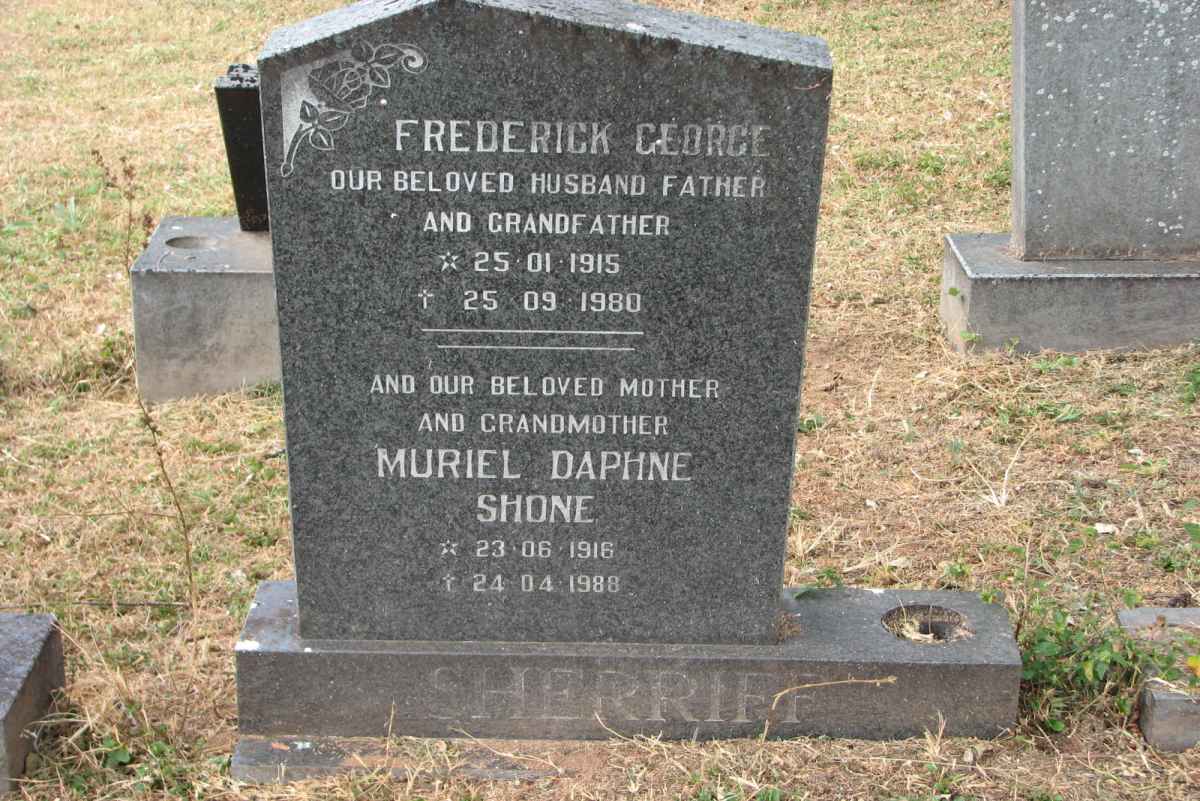 FREDERICK GEORGE
OUR BELOVED HUSBAND FATHER
AND GRANDFATHER
☆ 25·01·1915
† 25·09·1980
AND OUR BELOVED MOTHER
AND GRANDMOTHER
MURIEL DAPHNE
SHONE
☆ 23·06·1916
† 24·04·1988
SHERRIFF